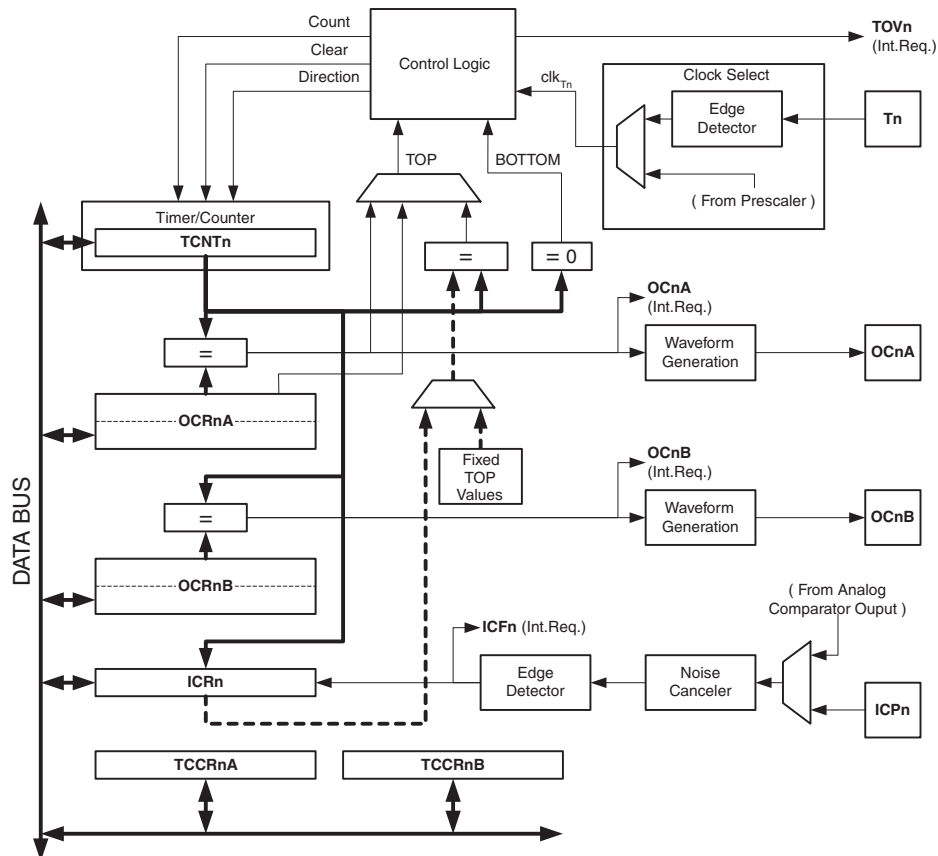 Count
Clear
Direction
Control Logic
TOVn
(Int.Req.)
clkTn
Clock Select
Edge
Detector
Tn
( From Prescaler )
TOP
BOTTOM
Timer/Counter
TCNTn
=
= 0
OCnA
(Int.Req.)
=
Waveform
Generation
OCnA
OCRnA
Fixed
TOP
Values
OCnB
(Int.Req.)
=
Waveform
Generation
OCnB
DATA BUS
OCRnB
( From Analog
Comparator Ouput )
ICFn (Int.Req.)
ICRn
Edge
Detector
Noise
Canceler
ICPn
TCCRnA
TCCRnB